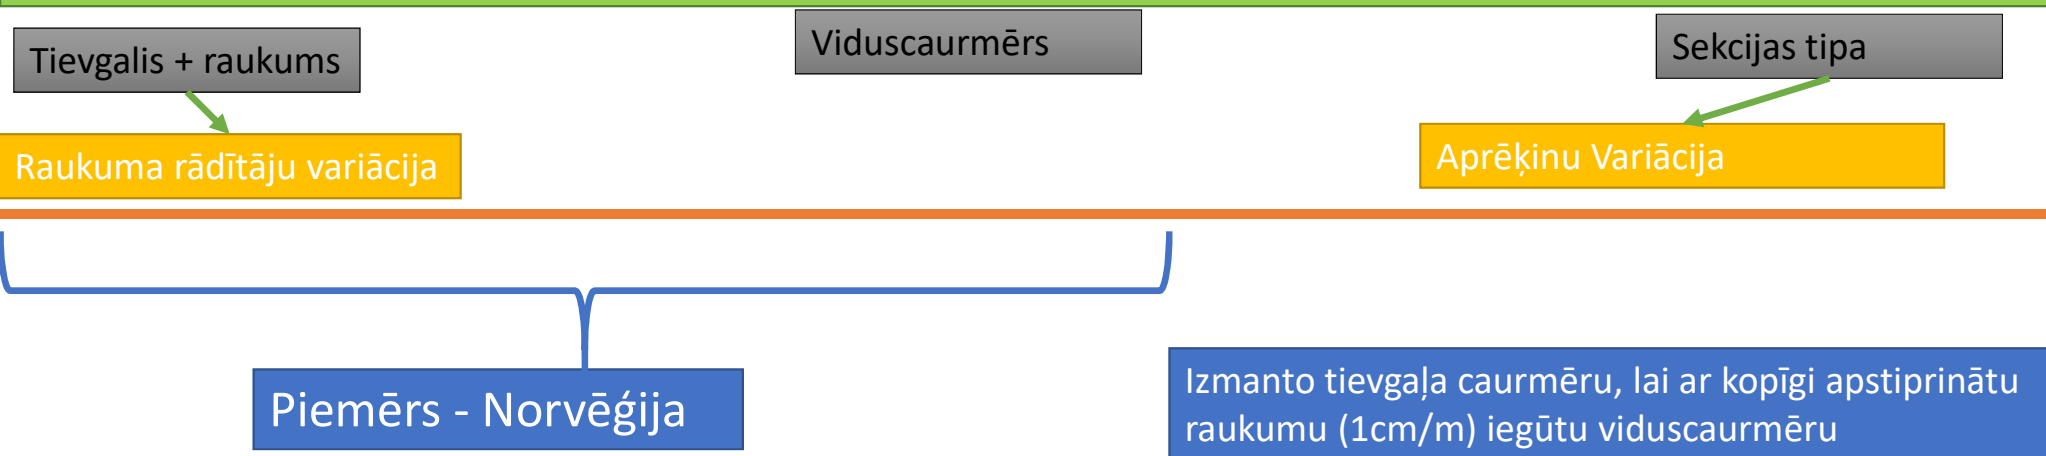 Tievgalis + raukums
Viduscaurmērs
Sekcijas tipa
Raukuma rādītāju variācija
Aprēķinu Variācija
Piemērs - Norvēģija
Izmanto tievgaļa caurmēru, lai ar kopīgi apstiprinātu
raukumu (1cm/m) iegūtu viduscaurmēru